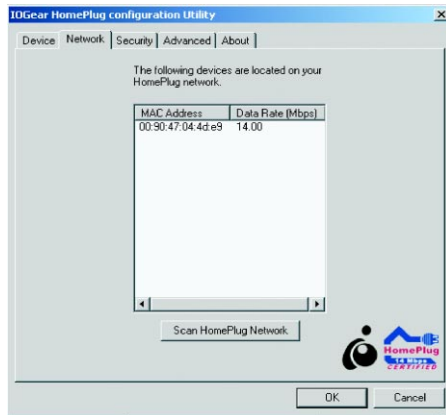 IOGear HomePlug configuration Utility
Device Network Security Advanced About
The following devices are located on your
HomePlug network.
MAC Address Data Rate (Mbps)
00:90:47:04:4d:e9 14.00
Scan HomePlug Network
HomePlug
14 Mbps
CERTIFIED
OK Cancel